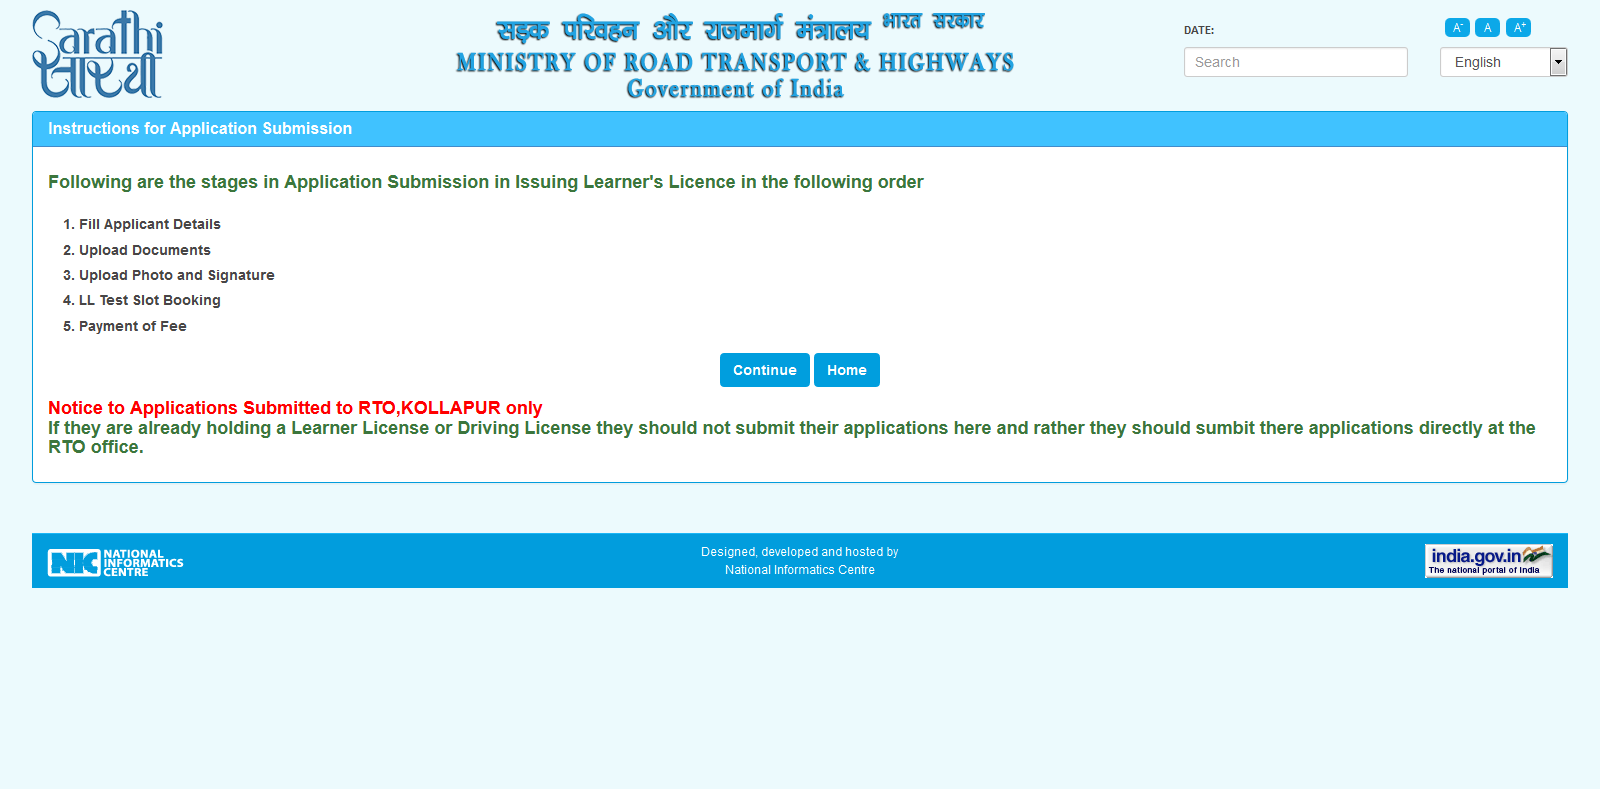 Sarathi
सारथी
सड़क परिवहन और राजमार्ग मंत्रालय भारत सरकार
MINISTRY OF ROAD TRANSPORT & HIGHWAYS
Government of India
DATE:
A- A A+
Search
English
Instructions for Application Submission
Following are the stages in Application Submission in Issuing Learner's Licence in the following order
1. Fill Applicant Details
2. Upload Documents
3. Upload Photo and Signature
4. LL Test Slot Booking
5. Payment of Fee
Continue Home
Notice to Applications Submitted to RTO,KOLLAPUR only
If they are already holding a Learner License or Driving License they should not submit their applications here and rather they should sumbit there applications directly at the
RTO office.
NIC NATIONAL
INFORMATICS
CENTRE
Designed, developed and hosted by
National Informatics Centre
india.gov.in
The national portal of India